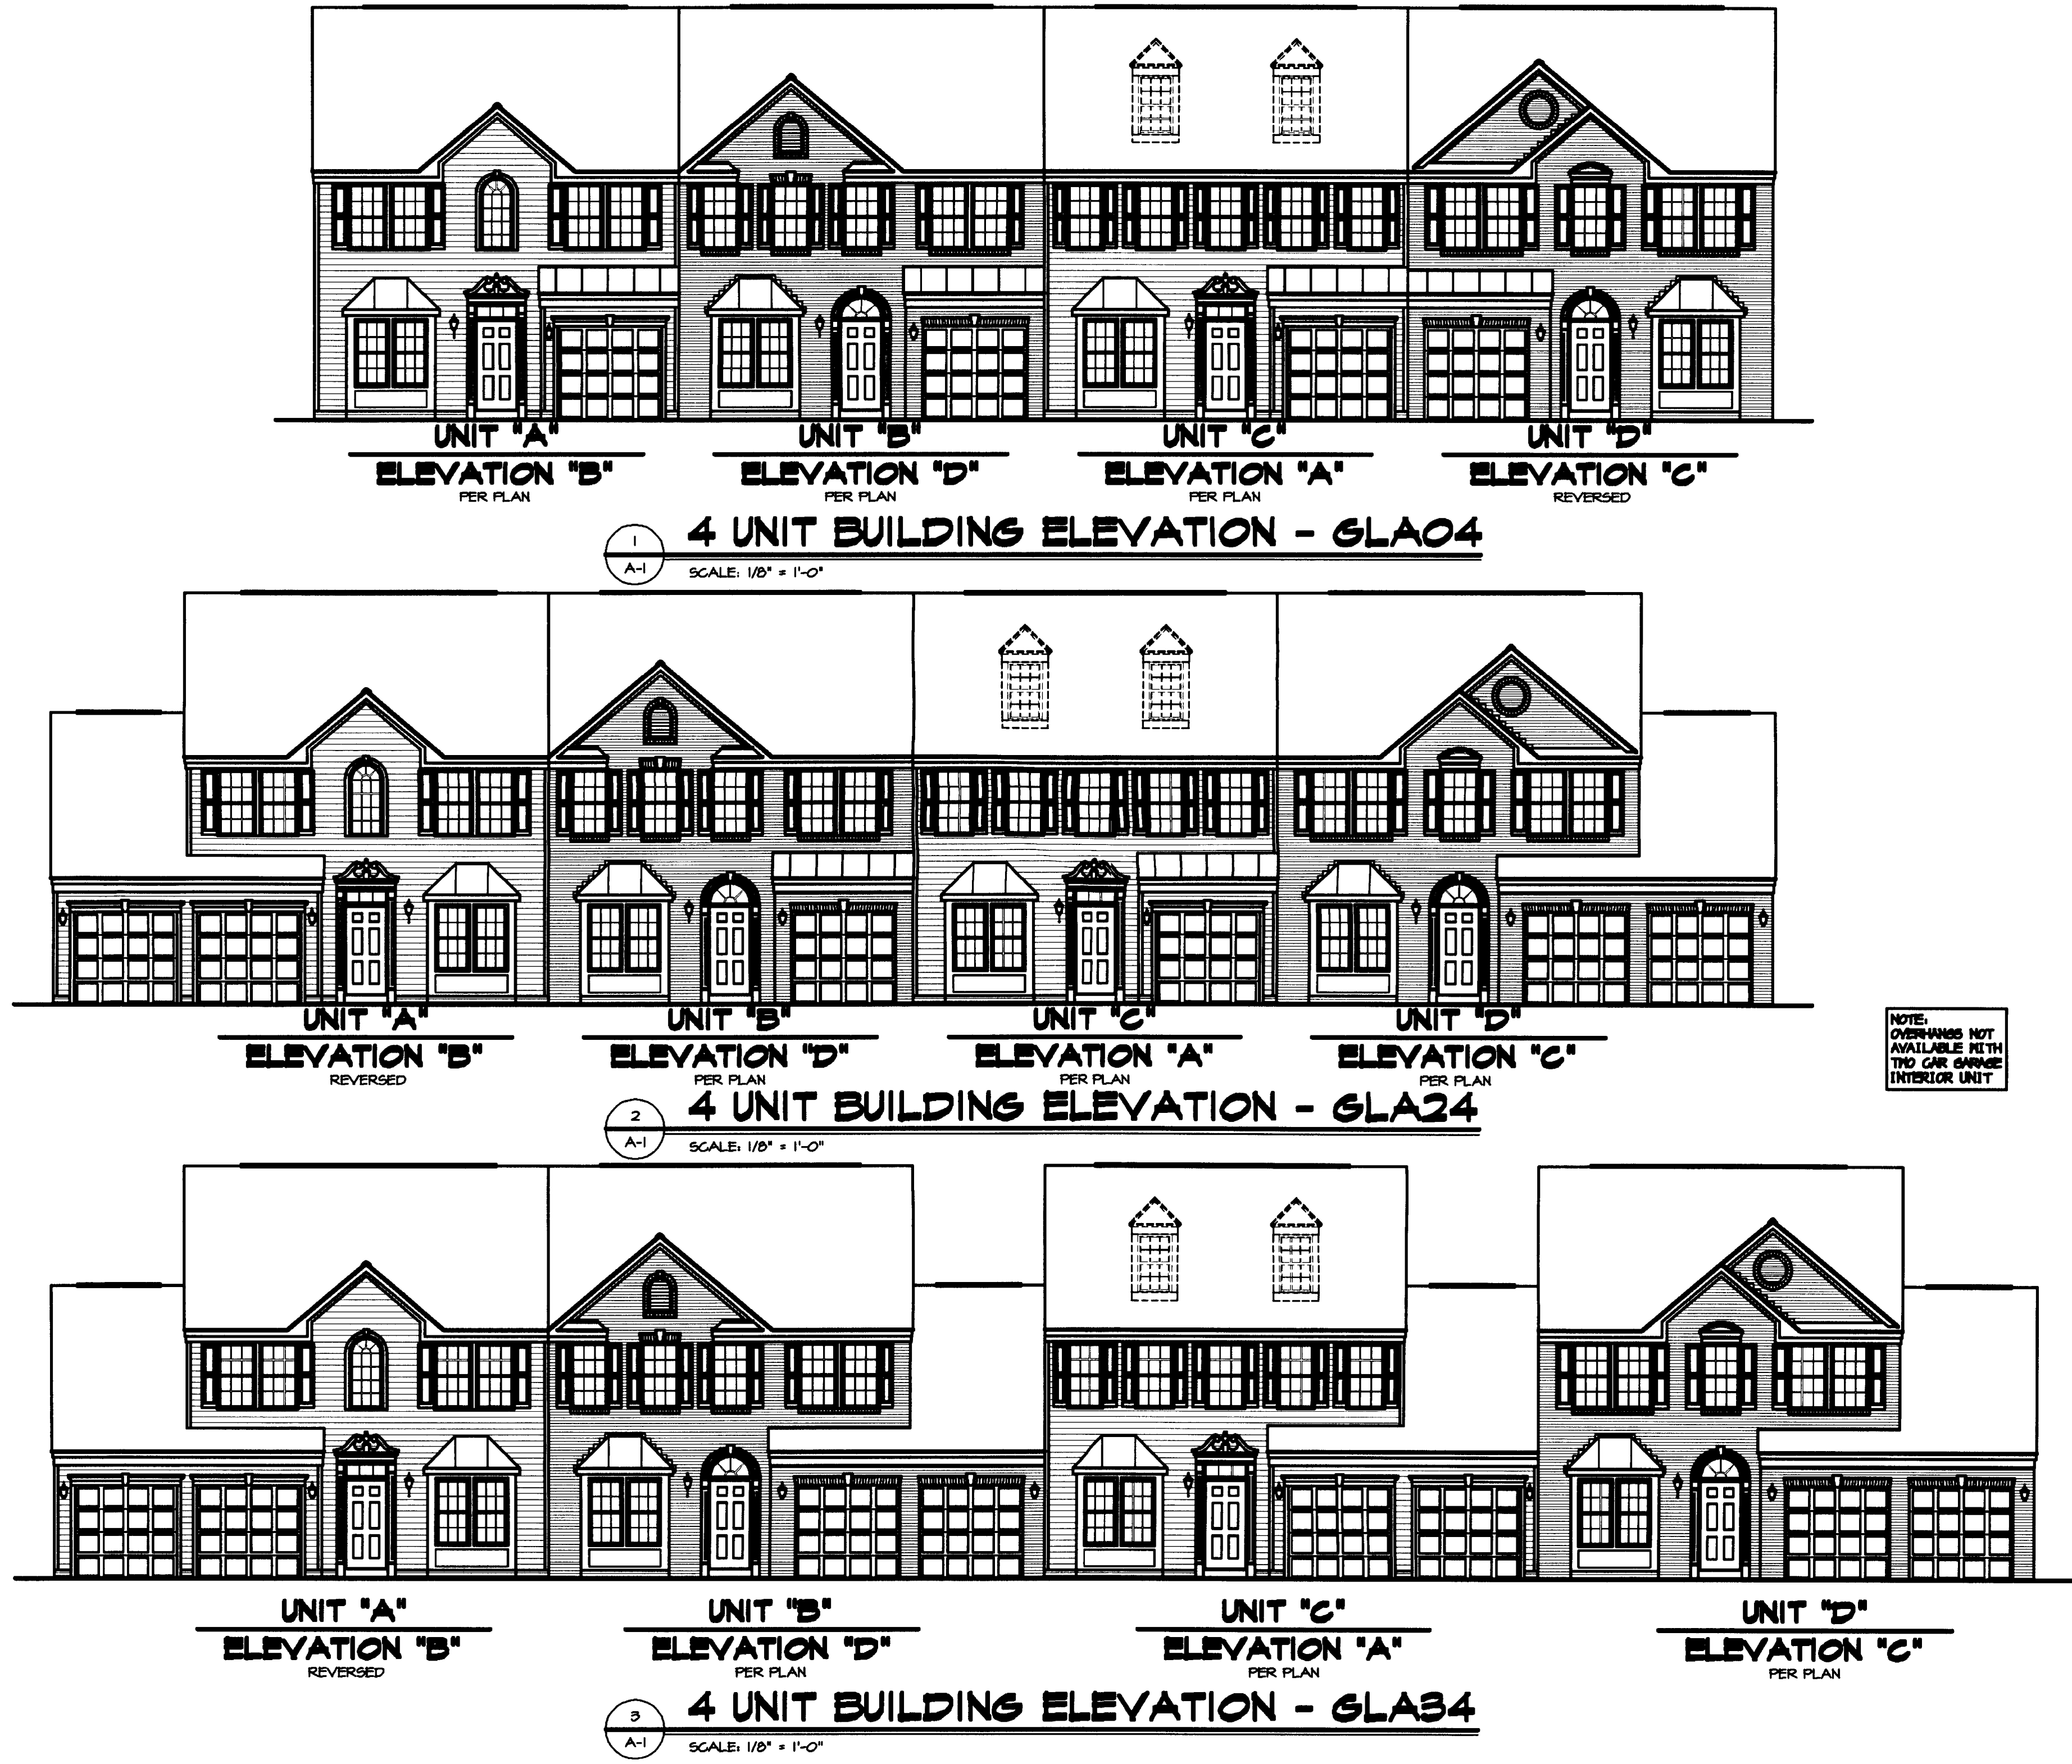 UNIT "A" UNIT "B" UNIT "C" UNIT "D"
ELEVATION "B" ELEVATION "D" ELEVATION "A" ELEVATION "C"
PER PLAN PER PLAN PER PLAN REVERSED
1 4 UNIT BUILDING ELEVATION - GLA04
A-1 SCALE: 1/8" = 1'-0"
UNIT "A" UNIT "B" UNIT "C" UNIT "D"
ELEVATION "B" ELEVATION "D" ELEVATION "A" ELEVATION "C"
REVERSED PER PLAN PER PLAN PER PLAN
NOTE:
OVERHANGS NOT
AVAILABLE WITH
TWO CAR GARAGE
INTERIOR UNIT
2 4 UNIT BUILDING ELEVATION - GLA24
A-1 SCALE: 1/8" = 1'-0"
UNIT "A" UNIT "B" UNIT "C" UNIT "D"
ELEVATION "B" ELEVATION "D" ELEVATION "A" ELEVATION "C"
REVERSED PER PLAN PER PLAN PER PLAN
3 4 UNIT BUILDING ELEVATION - GLA34
A-1 SCALE: 1/8" = 1'-0"